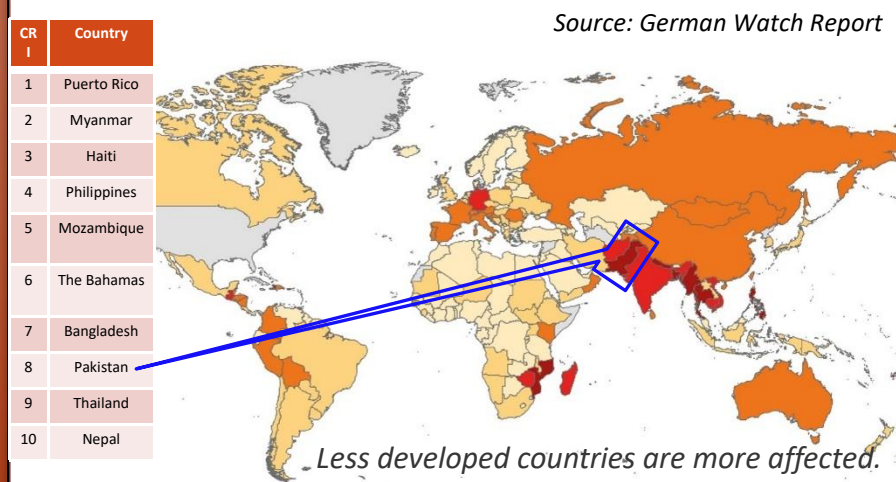 Source: German Watch Report
CR
I
Country
1 Puerto Rico
2 Myanmar
3 Haiti
4 Philippines
5 Mozambique
6 The Bahamas
7 Bangladesh
8 Pakistan
9 Thailand
10 Nepal
Less developed countries are more affected.